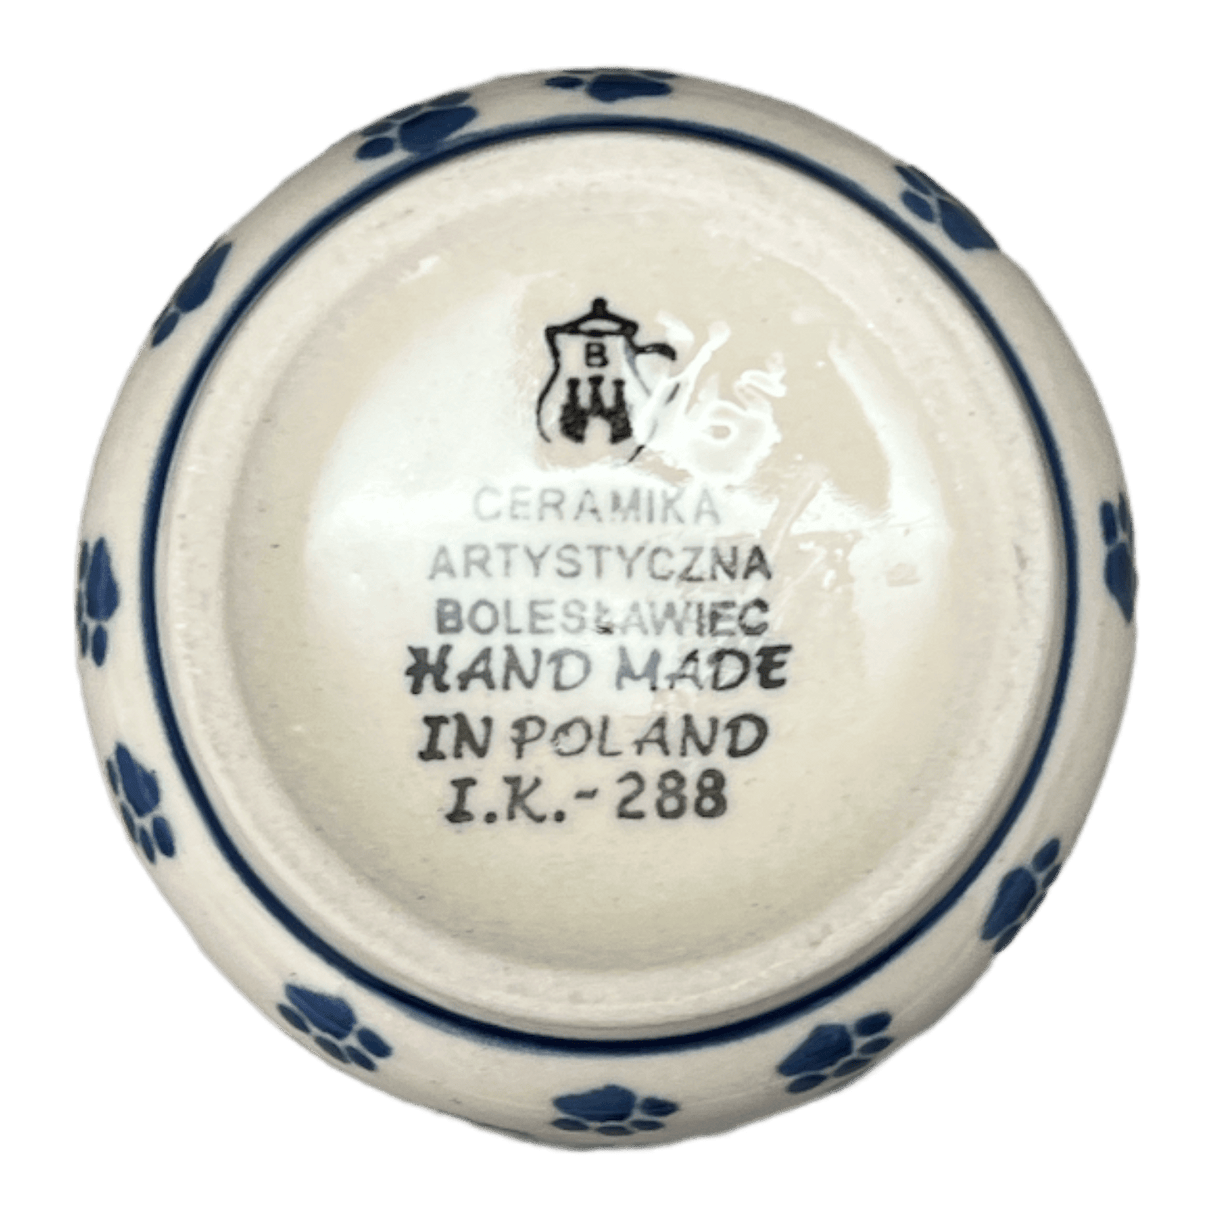 B
CERAMIKA
ARTYSTYCZNA
BOLESŁAWIEC
HAND MADE
IN POLAND
I.K.-288